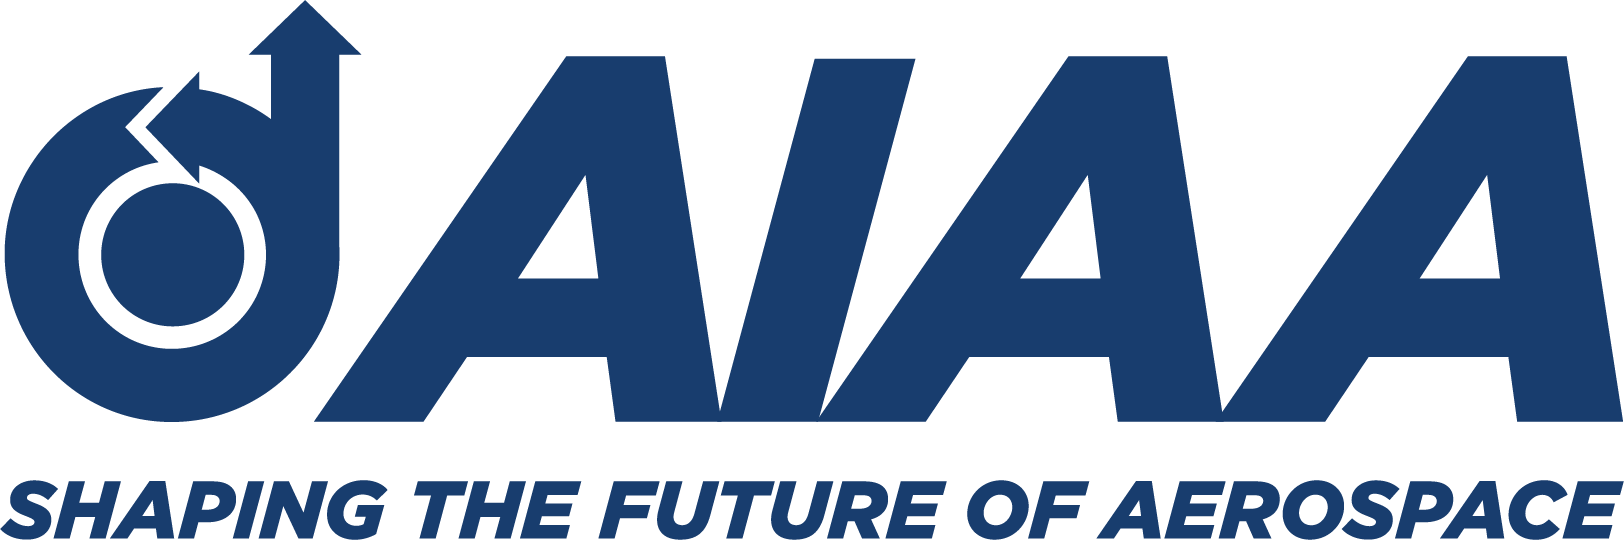 AIAA
SHAPING THE FUTURE OF AEROSPACE